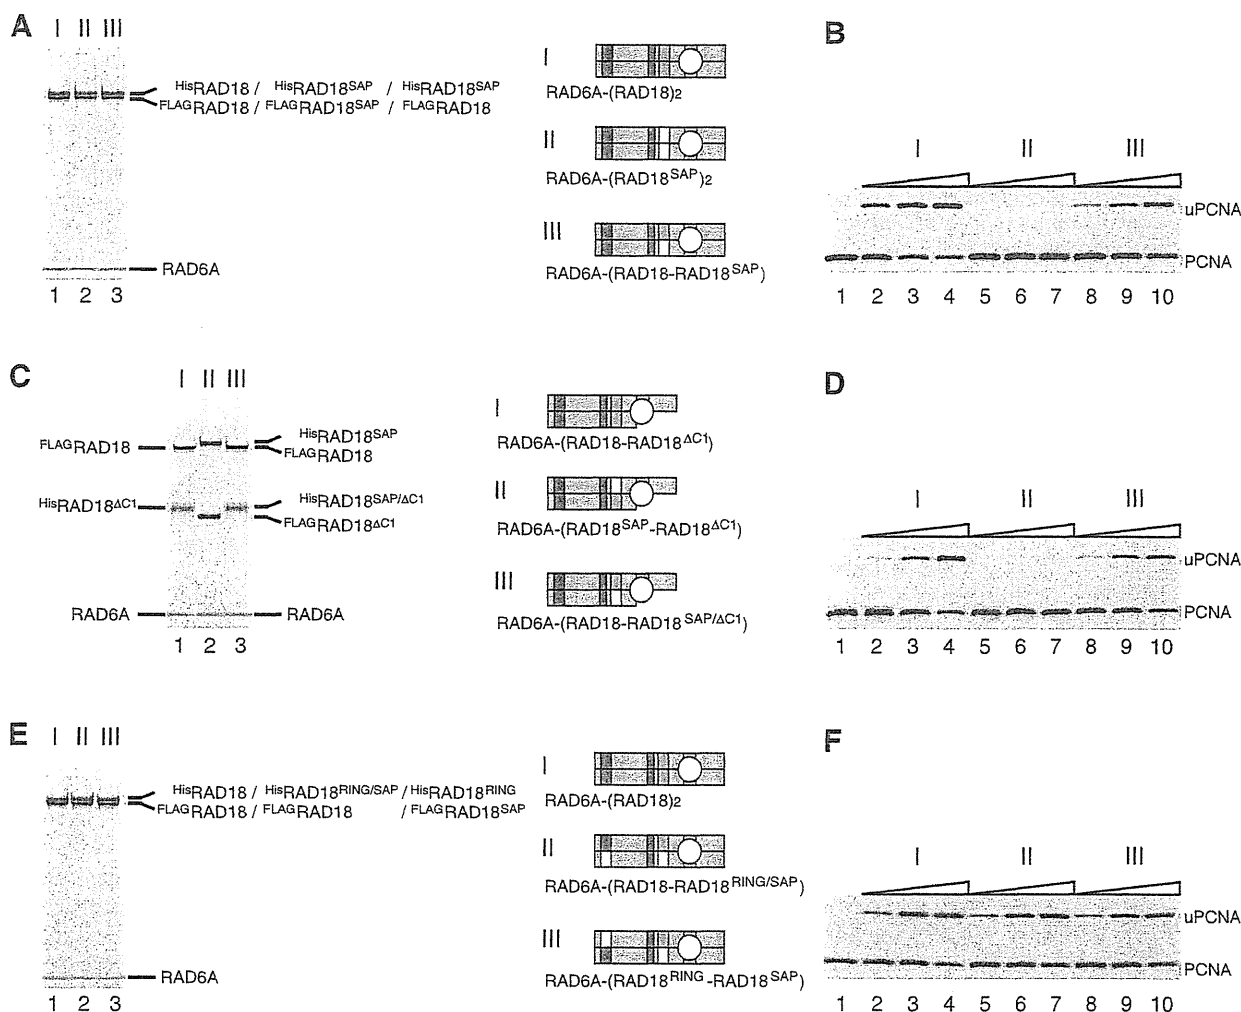 A
I II III
HisRAD18 / HisRAD18SAP / HisRAD18SAP
FLAGRAD18 / FLAGRAD18SAP / FLAGRAD18
RAD6A
1 2 3
I
RAD6A-(RAD18)2
II
RAD6A-(RAD18SAP)2
III
RAD6A-(RAD18-RAD18SAP)
B
I II III
uPCNA
PCNA
1 2 3 4 5 6 7 8 9 10
C
I II III
FLAGRAD18
HisRAD18SAP
FLAGRAD18
HisRAD18ΔC1
HisRAD18SAP/ΔC1
FLAGRAD18ΔC1
RAD6A RAD6A
1 2 3
I
RAD6A-(RAD18-RAD18ΔC1)
II
RAD6A-(RAD18SAP-RAD18ΔC1)
III
RAD6A-(RAD18-RAD18SAP/ΔC1)
D
I II III
uPCNA
PCNA
1 2 3 4 5 6 7 8 9 10
E
I II III
HisRAD18 / HisRAD18RING/SAP / HisRAD18RING
FLAGRAD18 / FLAGRAD18 / FLAGRAD18SAP
RAD6A
1 2 3
I
RAD6A-(RAD18)2
II
RAD6A-(RAD18-RAD18RING/SAP)
III
RAD6A-(RAD18RING-RAD18SAP)
F
I II III
uPCNA
PCNA
1 2 3 4 5 6 7 8 9 10